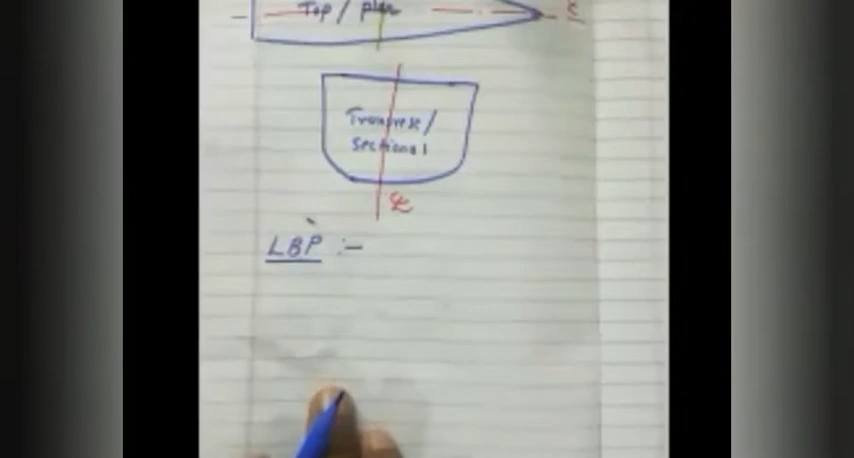 Top / plan
Transverse/
Sectional
LBP :-